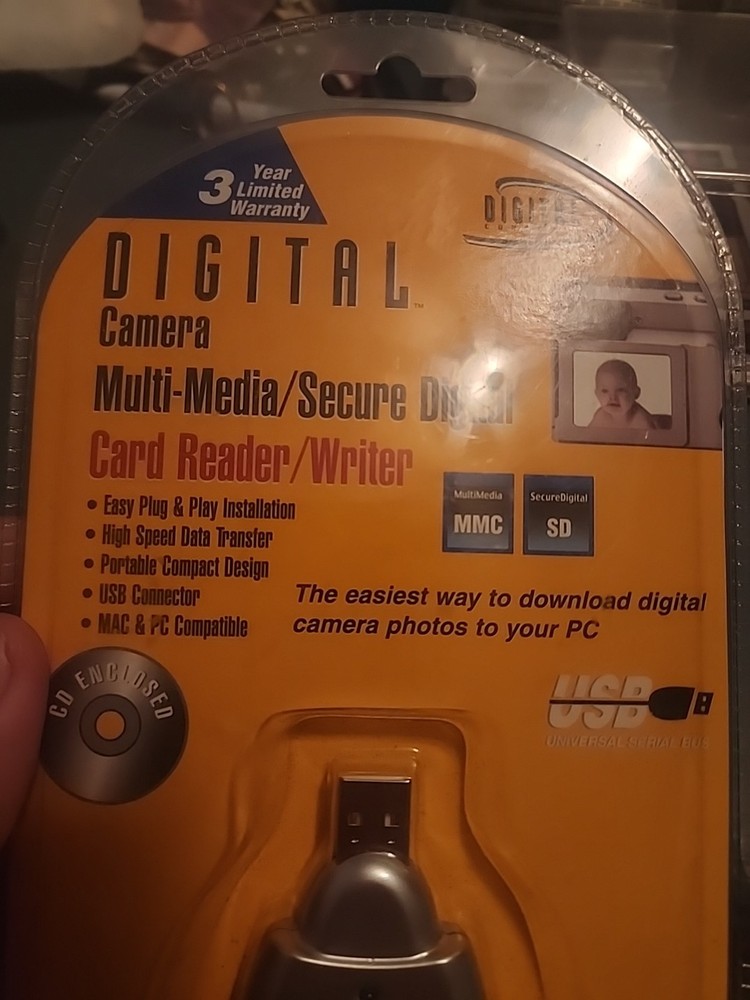 3 Year
Limited
Warranty
DIGITAL
DIGITAL™
Camera
Multi-Media/Secure Digital
Card Reader/Writer
MultiMedia
MMC
SecureDigital
SD
• Easy Plug & Play Installation
• High Speed Data Transfer
• Portable Compact Design
• USB Connector
• MAC & PC Compatible
The easiest way to download digital
camera photos to your PC
CD ENCLOSED
USB
UNIVERSAL SERIAL BUS